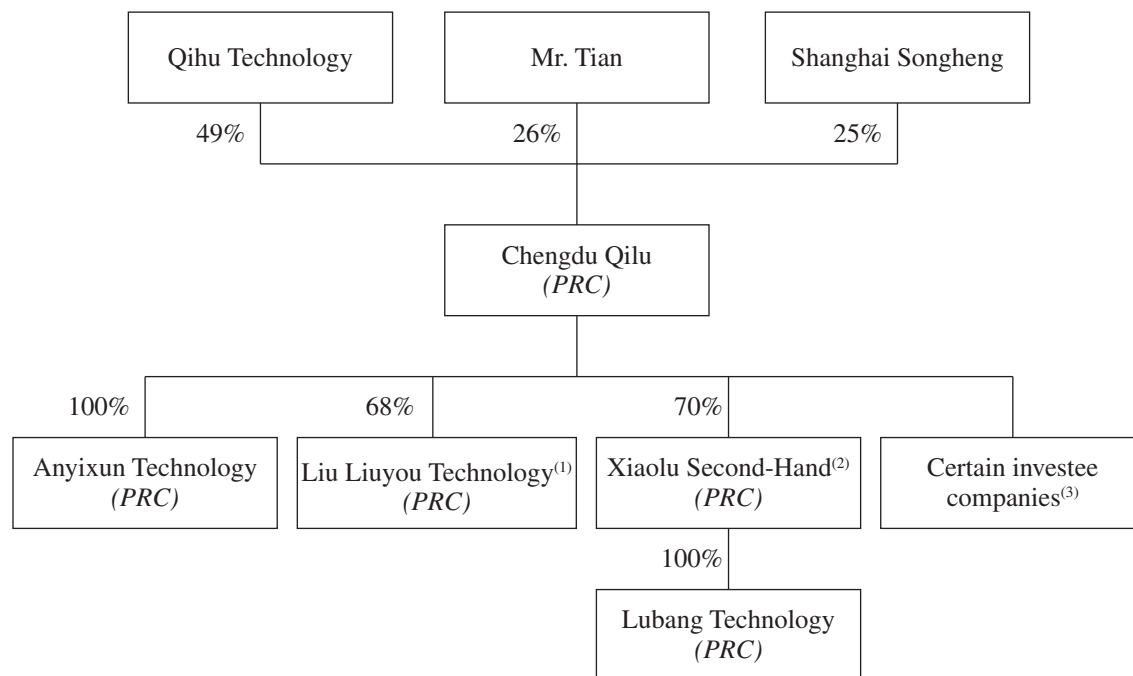 Qihu Technology
Mr. Tian
Shanghai Songheng
49%
26%
25%
Chengdu Qilu
(PRC)
100%
68%
70%
Anyixun Technology
(PRC)
Liu Liuyou Technology(1)
(PRC)
Xiaolu Second-Hand(2)
(PRC)
Certain investee
companies(3)
100%
Lubang Technology
(PRC)